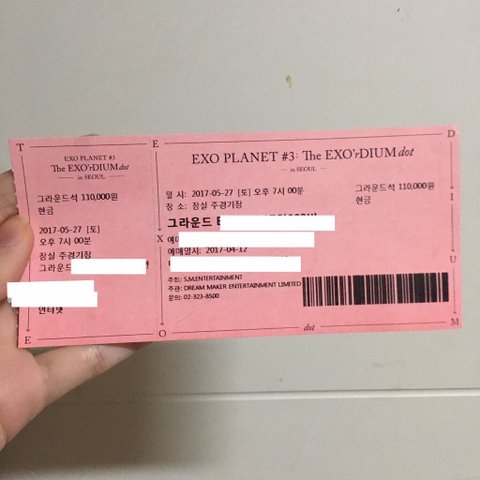 EXO PLANET #3
The EXO'rDIUM dot
in SEOUL
그라운드석 110,000원
현금
2017-05-27 [토]
오후 7시 00분
잠실 주경기장
그라운드
인터넷
EXO PLANET #3: The EXO'rDIUM dot
in SEOUL
일 시: 2017-05-27 [토] 오후 7시 00분
장 소: 잠실 주경기장
그라운드석 110,000원
현금
그라운드
예매일시: 2017-04-12
주최: S.M.ENTERTAINMENT
주관: DREAM MAKER ENTERTAINMENT LIMITED
문의: 02-323-8500
T
E
D
H
I
X
U
E
O
dot
M